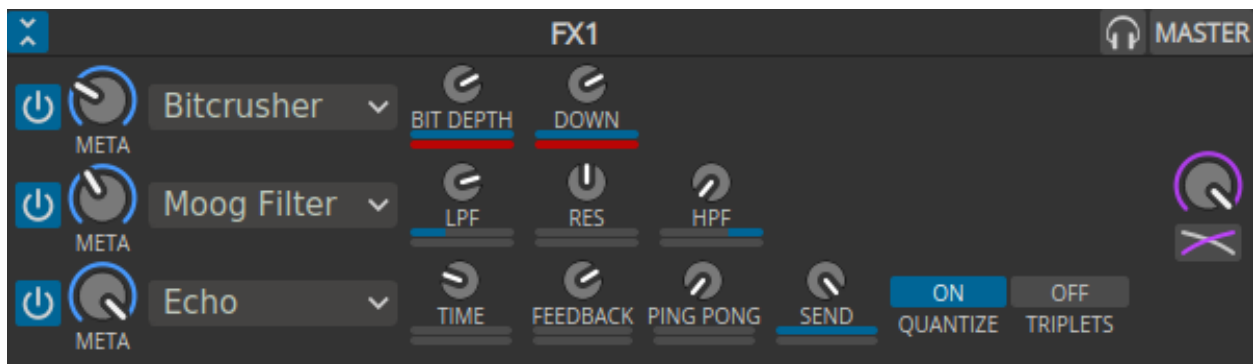 FX1 MASTER
Bitcrusher
META
BIT DEPTH DOWN
Moog Filter
META
LPF RES HPF
Echo
META
TIME FEEDBACK PING PONG SEND
ON OFF
QUANTIZE TRIPLETS